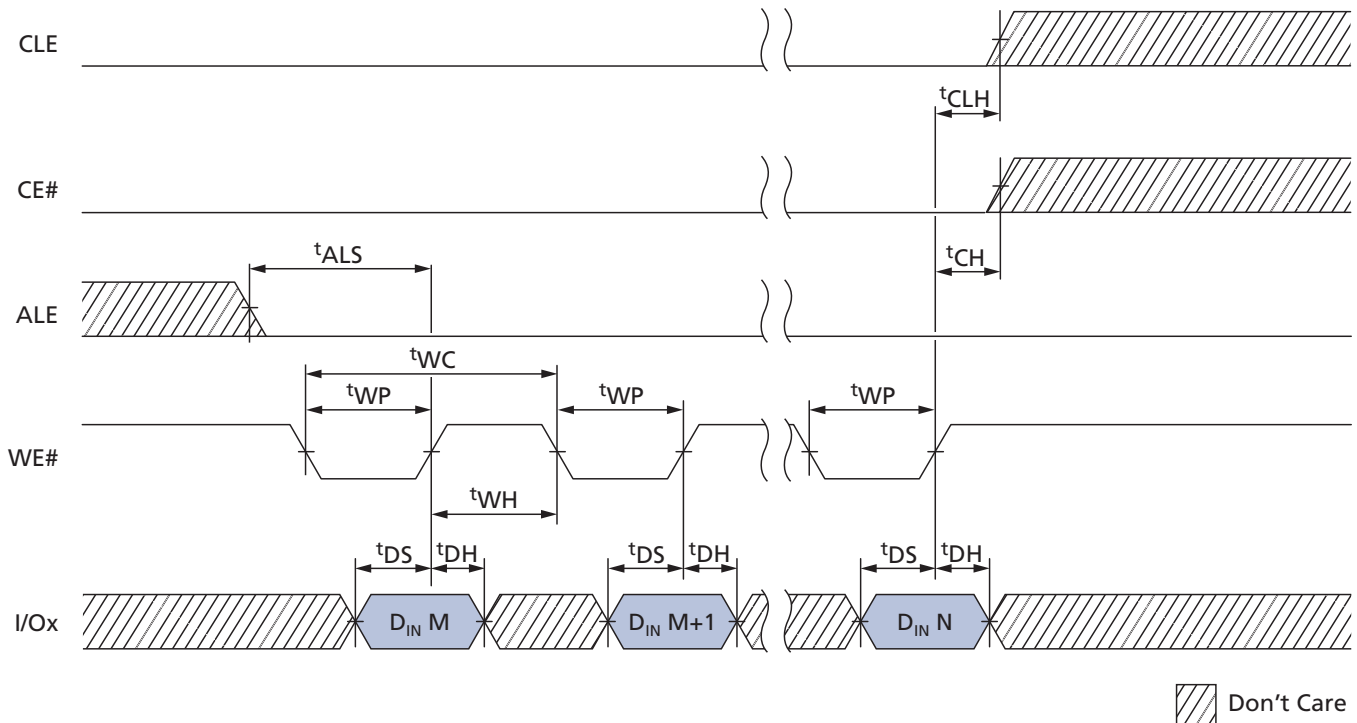 CLE
tCLH
CE#
tALS
tCH
ALE
tWC
tWP
tWP
tWP
WE#
tWH
tDS
tDH
tDS
tDH
tDS
tDH
I/Ox
DIN M
DIN M+1
DIN N
Don't Care